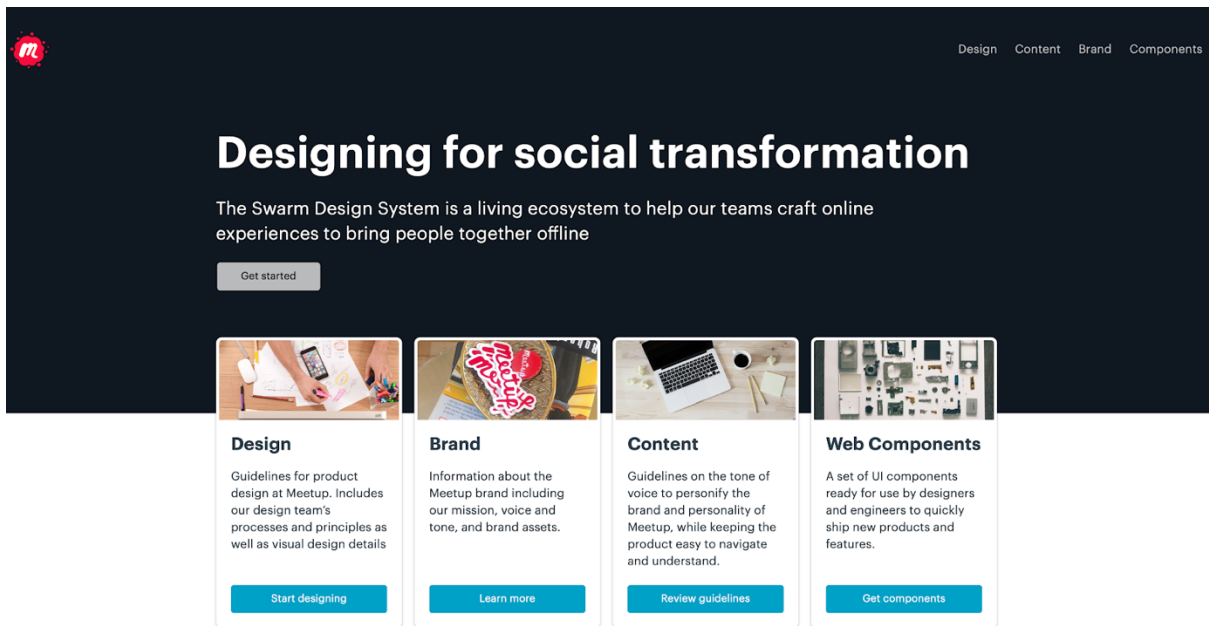 m
Design Content Brand Components
Designing for social transformation
The Swarm Design System is a living ecosystem to help our teams craft online
experiences to bring people together offline
Get started
Design
Guidelines for product
design at Meetup. Includes
our design team's
processes and principles as
well as visual design details
Start designing
Brand
Information about the
Meetup brand including
our mission, voice and
tone, and brand assets.
Learn more
Content
Guidelines on the tone of
voice to personify the
brand and personality of
Meetup, while keeping the
product easy to navigate
and understand.
Review guidelines
Web Components
A set of UI components
ready for use by designers
and engineers to quickly
ship new products and
features.
Get components